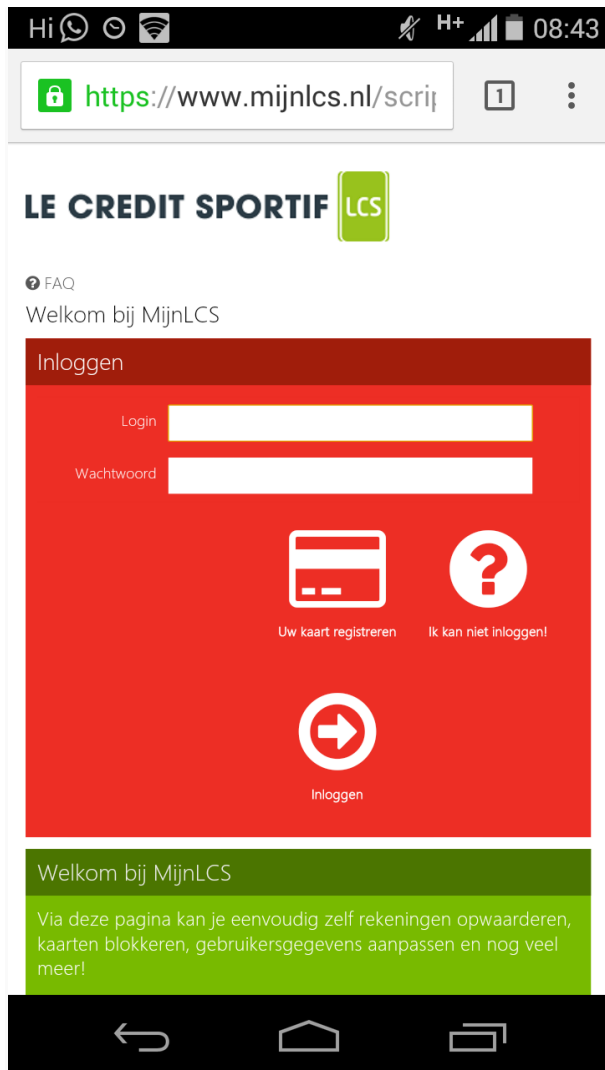 Hi H+ 08:43
https://www.mijnlcs.nl/scrip 1
LE CREDIT SPORTIF LCS
? FAQ
Welkom bij MijnLCS
Inloggen
Login
Wachtwoord
?
Uw kaart registreren Ik kan niet inloggen!
Inloggen
Welkom bij MijnLCS
Via deze pagina kan je eenvoudig zelf rekeningen opwaarderen,
kaarten blokkeren, gebruikersgegevens aanpassen en nog veel
meer!